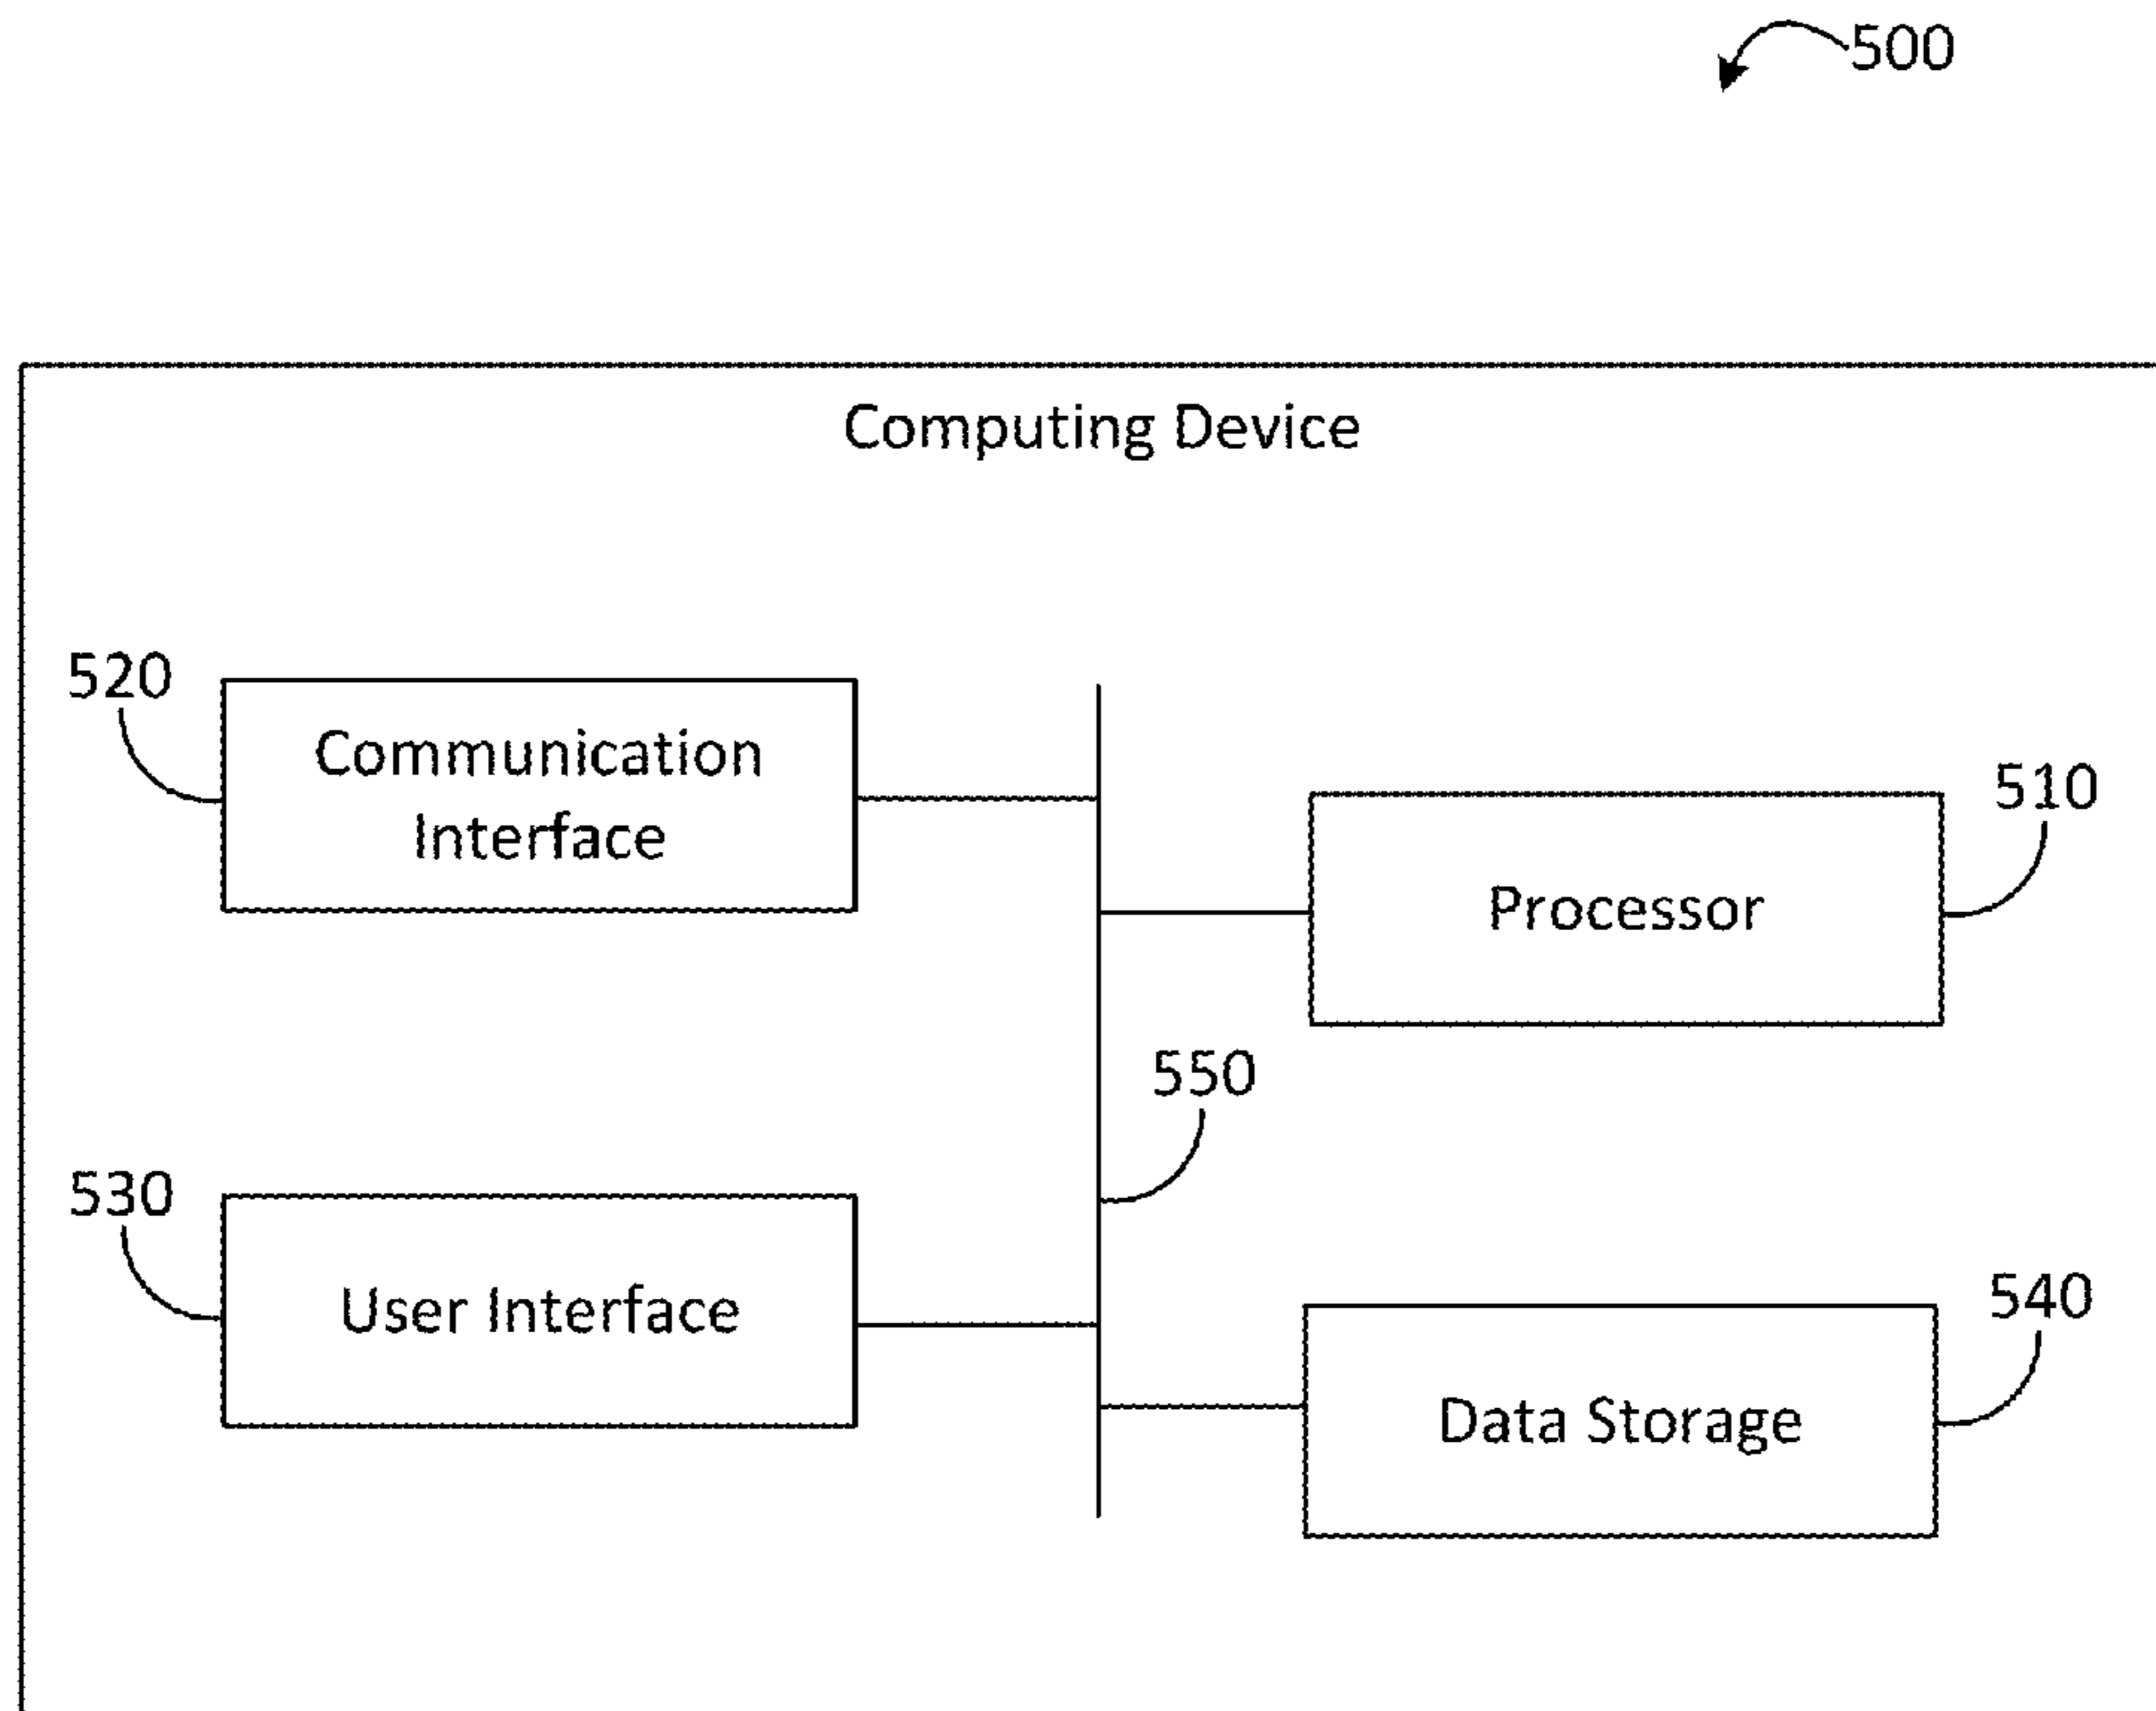 500
Computing Device
520
Communication
Interface
510
Processor
550
530
User Interface
540
Data Storage